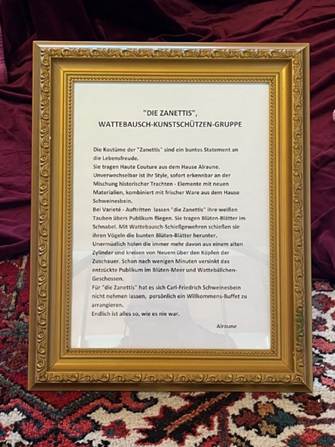 "DIE ZANETTIS",
WATTEBAUSCH-KUNSTSCHÜTZEN-GRUPPE
Die Kostüme der "Zanettis" sind ein buntes Statement an
die Lebensfreude.
Sie tragen Haute Couture aus dem Hause Alraune.
Unverwechselbar ist ihr Style, sofort erkennbar an der
Mischung historischer Trachten - Elemente mit neuen
Materialien, kombiniert mit frischer Ware aus dem Hause
Schweinesbein.
Bei Varieté - Auftritten lassen "die Zanettis" ihre weißen
Tauben übers Publikum fliegen. Sie tragen Blüten-Blätter im
Schnabel. Mit Wattebausch-Schießgewehren schießen sie
ihren Vögeln die bunten Blüten-Blätter herunter.
Unermüdlich holen die immer mehr davon aus einem alten
Zylinder und kreisen von Neuem über den Köpfen der
Zuschauer. Schon nach wenigen Minuten versinkt das
entzückte Publikum im Blüten-Meer und Wattebällchen-
Geschossen.
Für "die Zanettis" hat es sich Carl-Friedrich Schweinesbein
nicht nehmen lassen, persönlich ein Willkommens-Buffet zu
arrangieren.
Endlich ist alles so, wie es nie war.
Alraune